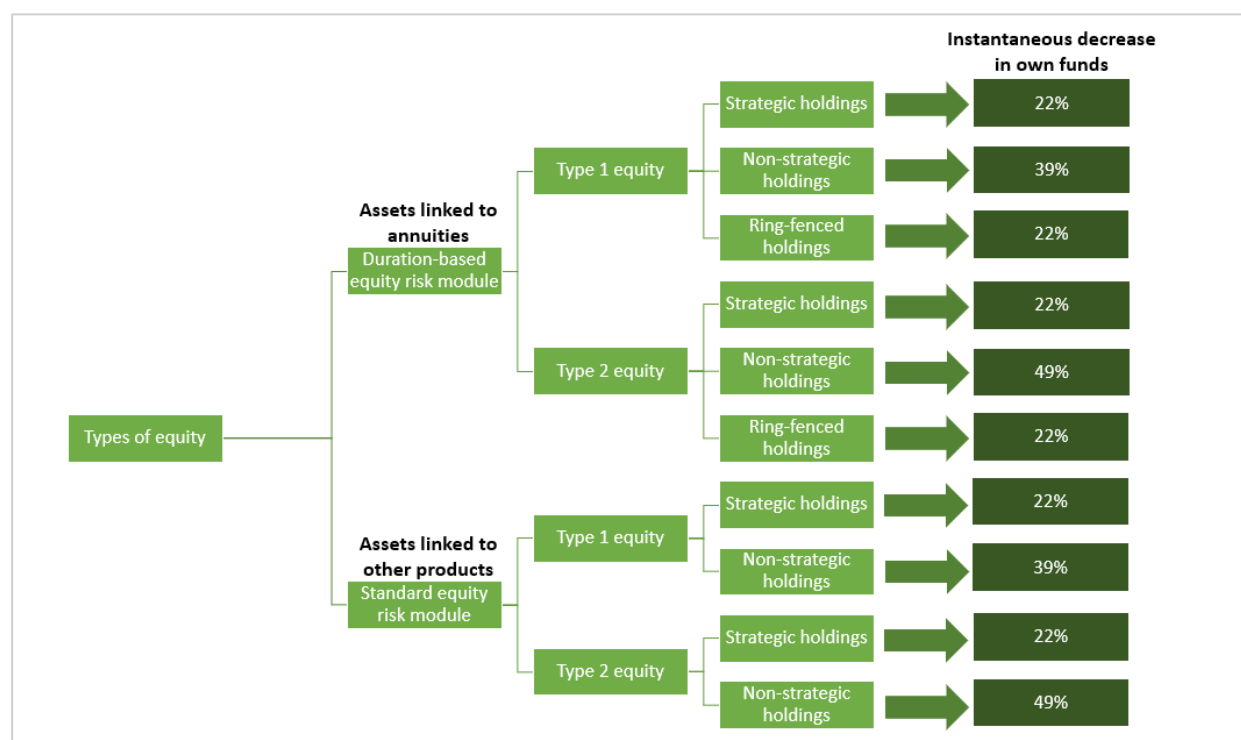 Instantaneous decrease
in own funds
Strategic holdings
22%
Type 1 equity
Non-strategic
holdings
39%
Assets linked to
annuities
Ring-fenced
holdings
22%
Duration-based
equity risk module
Strategic holdings
22%
Type 2 equity
Non-strategic
holdings
49%
Types of equity
Ring-fenced
holdings
22%
Strategic holdings
22%
Type 1 equity
Assets linked to
other products
Non-strategic
holdings
39%
Standard equity
risk module
Strategic holdings
22%
Type 2 equity
Non-strategic
holdings
49%